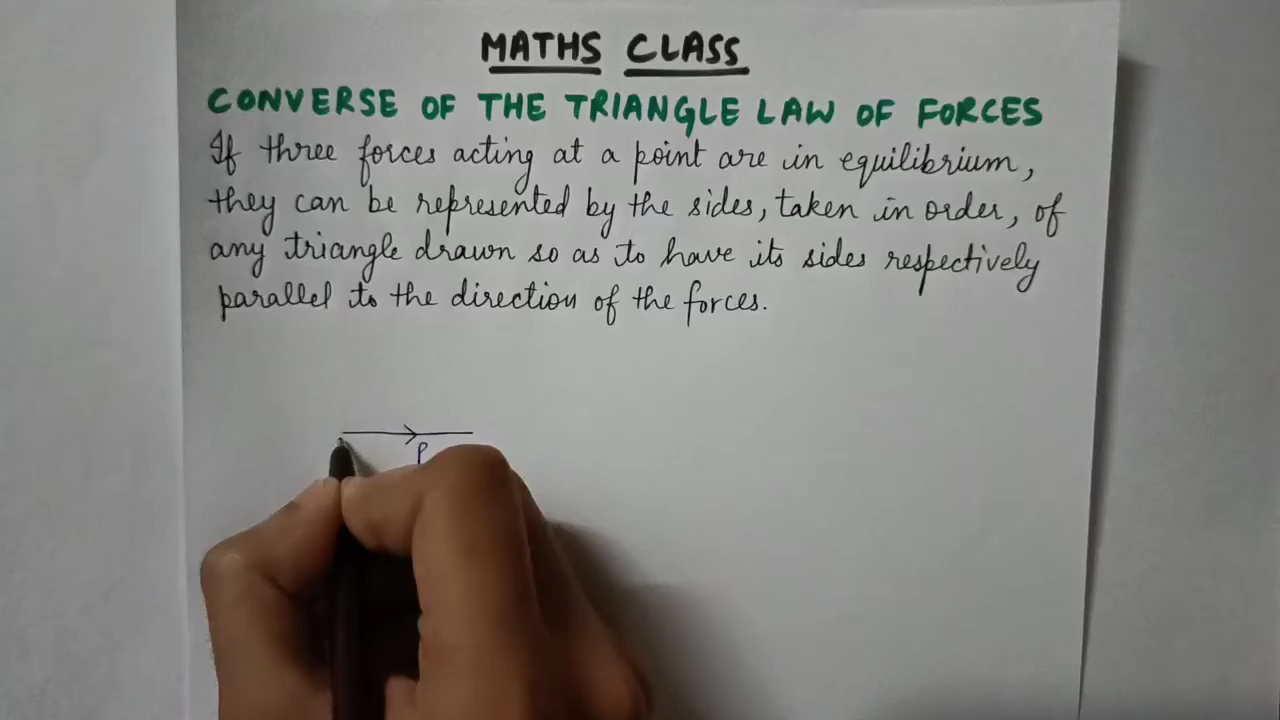 MATHS CLASS
CONVERSE OF THE TRIANGLE LAW OF FORCES
If three forces acting at a point are in equilibrium,
they can be represented by the sides, taken in order, of
any triangle drawn so as to have its sides respectively
parallel to the direction of the forces.
P